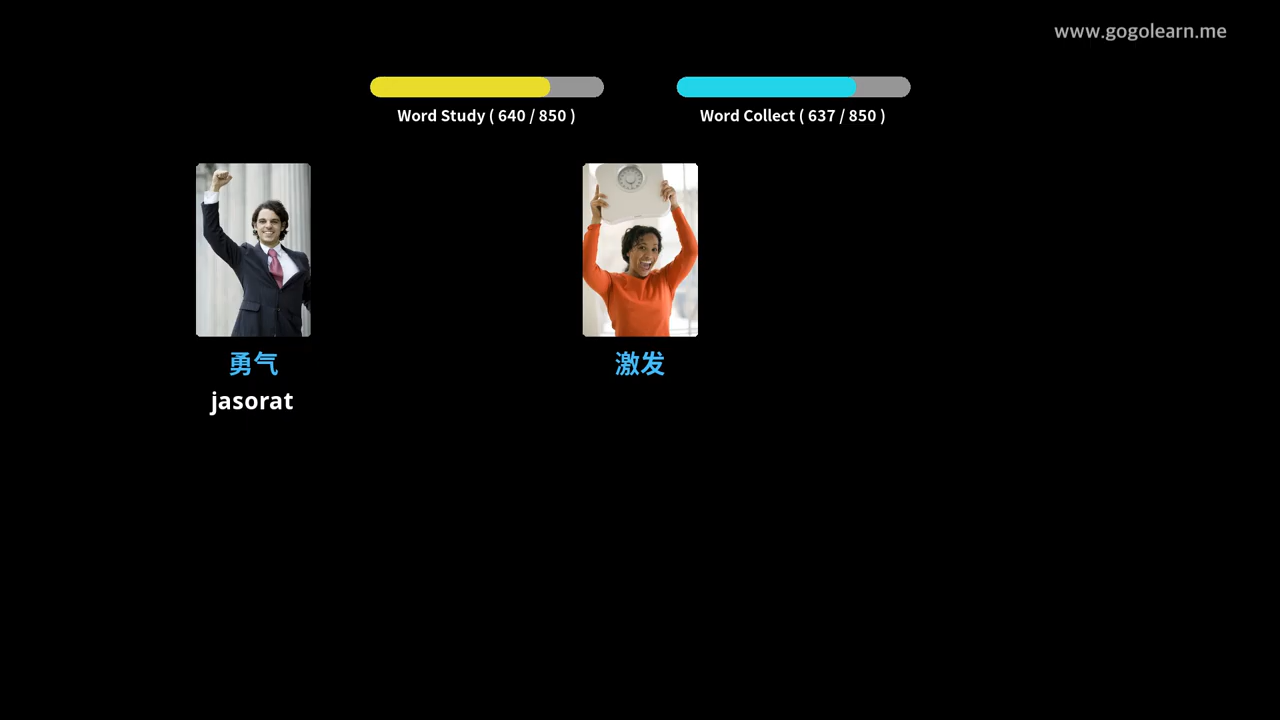 www.gogolearn.me
Word Study ( 640 / 850 )
Word Collect ( 637 / 850 )
勇气
jasorat
激发